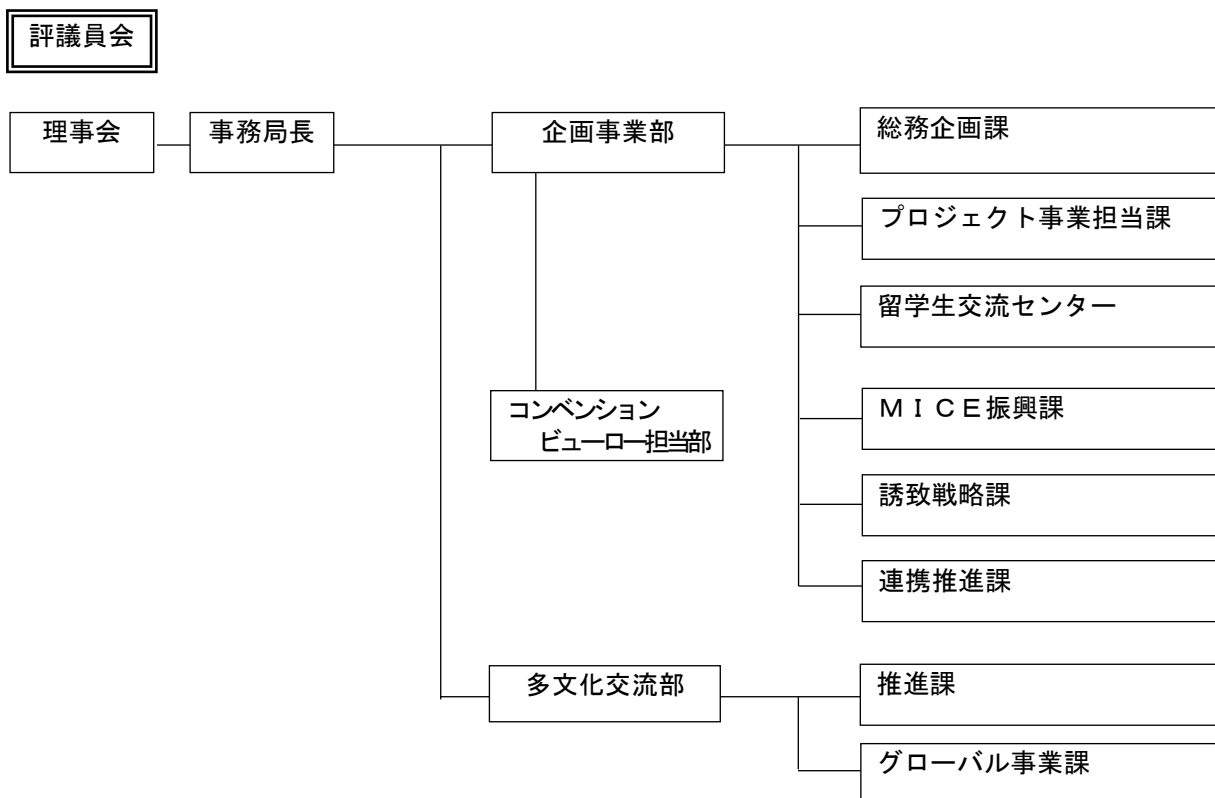 評議員会
理事会
事務局長
企画事業部
総務企画課
プロジェクト事業担当課
留学生交流センター
コンベンション
ビューロー担当部
ＭＩＣＥ振興課
誘致戦略課
連携推進課
多文化交流部
推進課
グローバル事業課